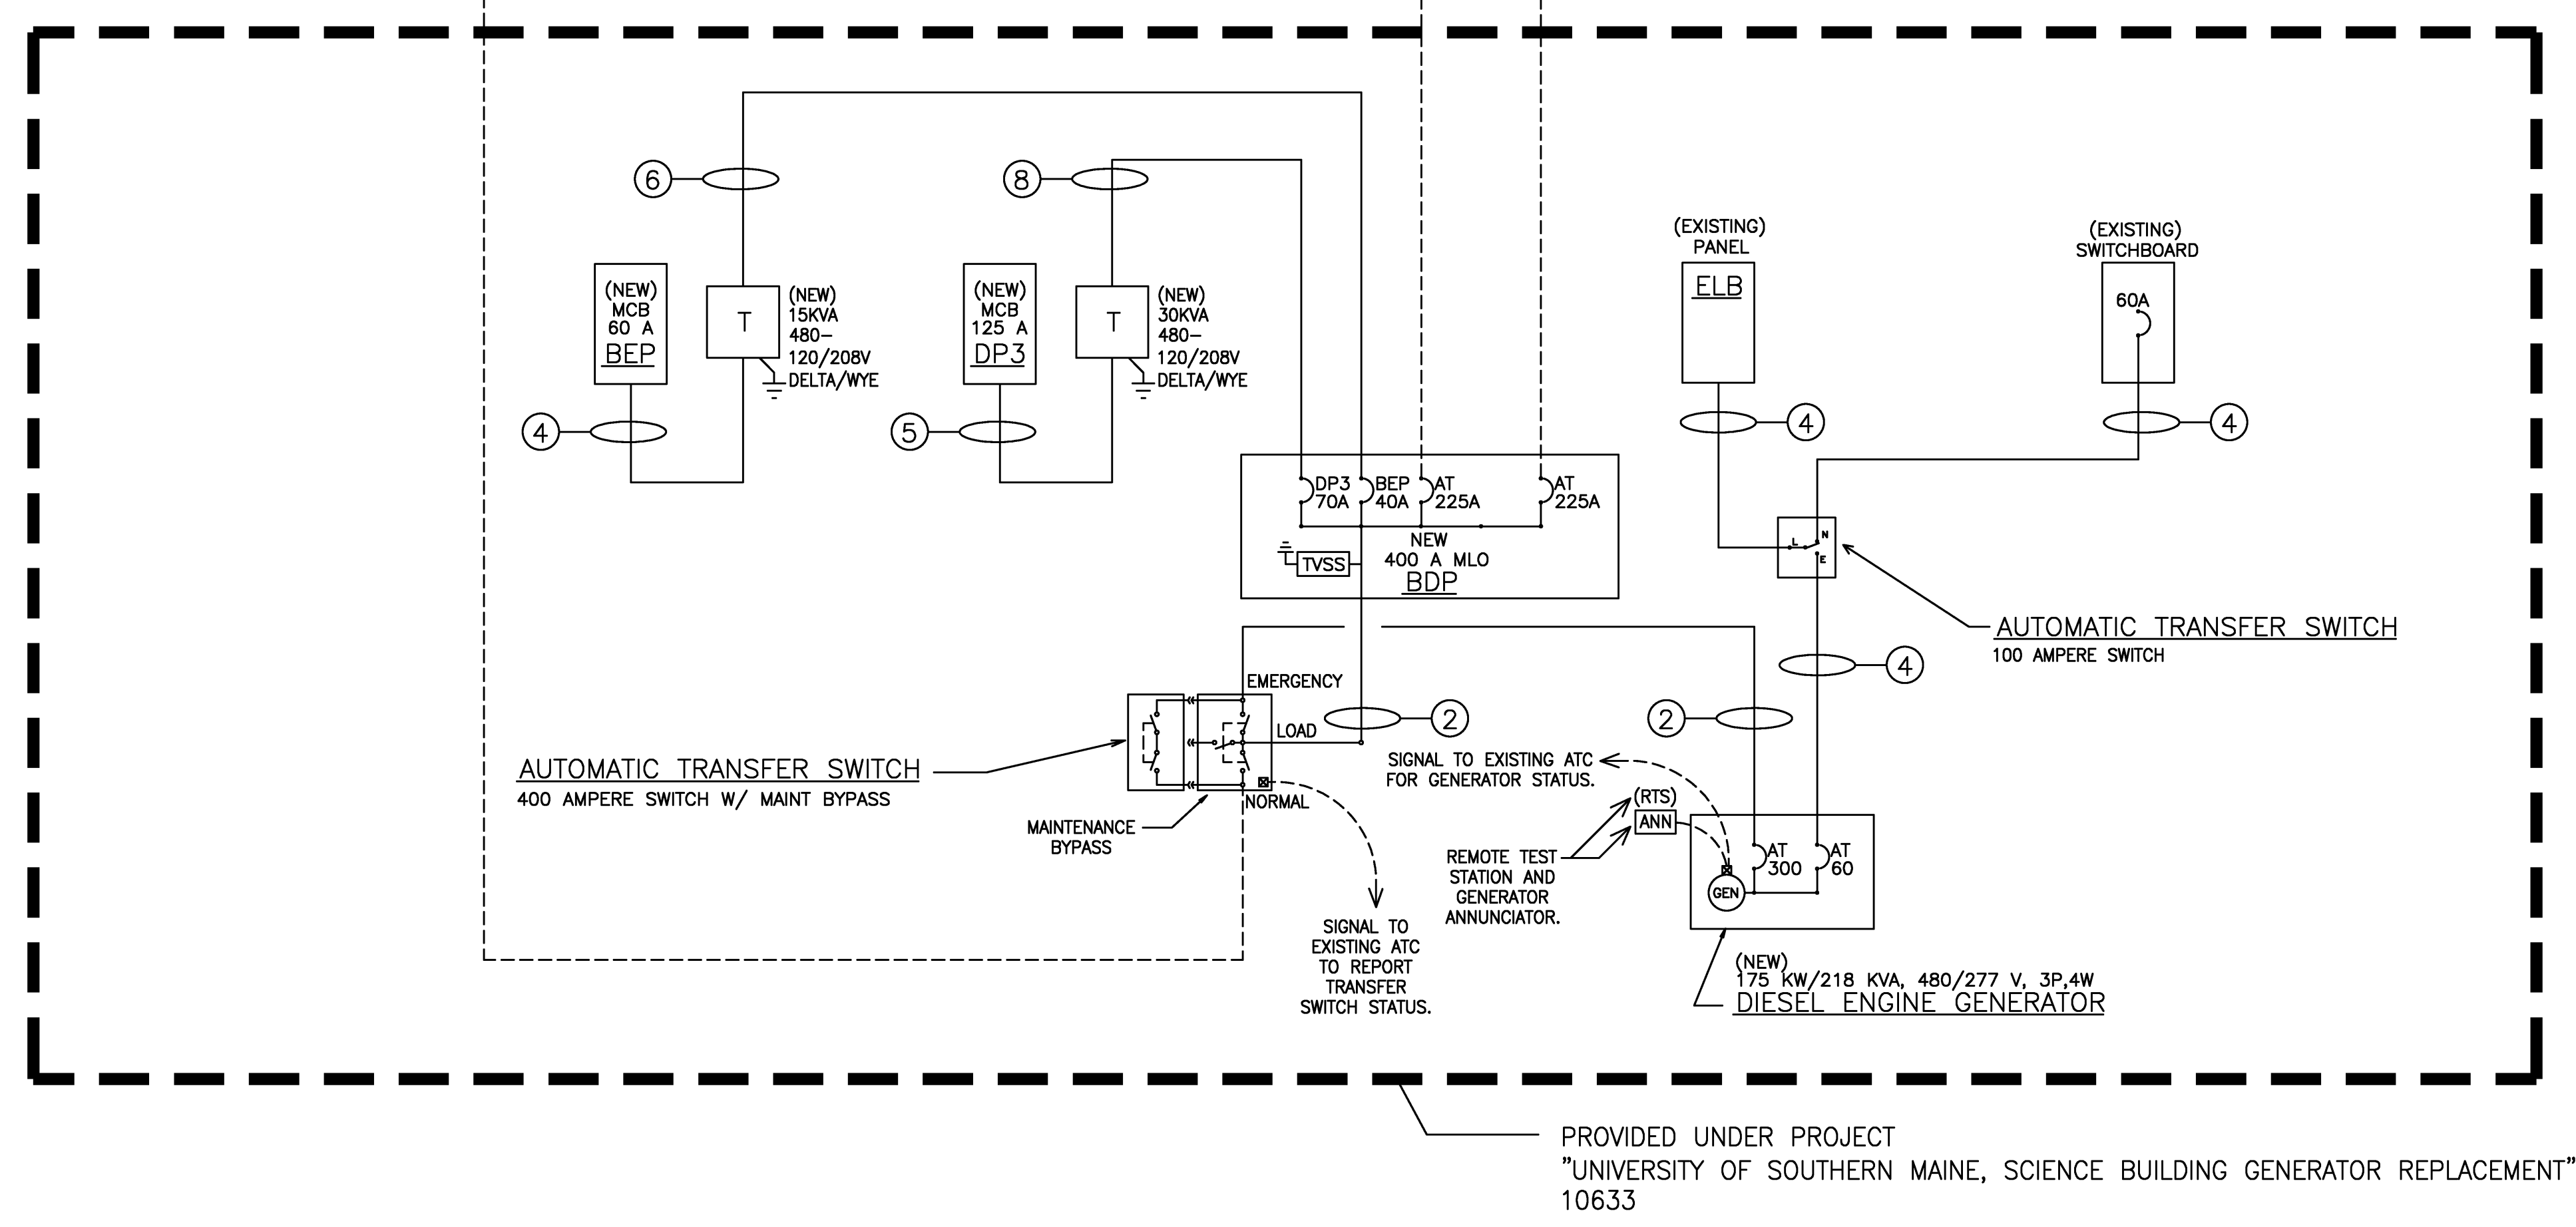 6
8
(NEW)
MCB
60 A
BEP
T
(NEW)
15KVA
480-
120/208V
DELTA/WYE
4
(NEW)
MCB
125 A
DP3
T
(NEW)
30KVA
480-
120/208V
DELTA/WYE
5
(EXISTING)
PANEL
ELB
4
(EXISTING)
SWITCHBOARD
60A
4
DP3
70A
BEP
40A
AT
225A
AT
225A
TVSS
NEW
400 A MLO
BDP
L
N
E
AUTOMATIC TRANSFER SWITCH
100 AMPERE SWITCH
4
EMERGENCY
LOAD
NORMAL
2
2
AUTOMATIC TRANSFER SWITCH
400 AMPERE SWITCH W/ MAINT BYPASS
MAINTENANCE
BYPASS
SIGNAL TO EXISTING ATC
FOR GENERATOR STATUS.
(RTS)
ANN
REMOTE TEST
STATION AND
GENERATOR
ANNUNCIATOR.
AT
300
AT
60
GEN
SIGNAL TO
EXISTING ATC
TO REPORT
TRANSFER
SWITCH STATUS.
(NEW)
175 KW/218 KVA, 480/277 V, 3P,4W
DIESEL ENGINE GENERATOR
PROVIDED UNDER PROJECT
"UNIVERSITY OF SOUTHERN MAINE, SCIENCE BUILDING GENERATOR REPLACEMENT"
10633